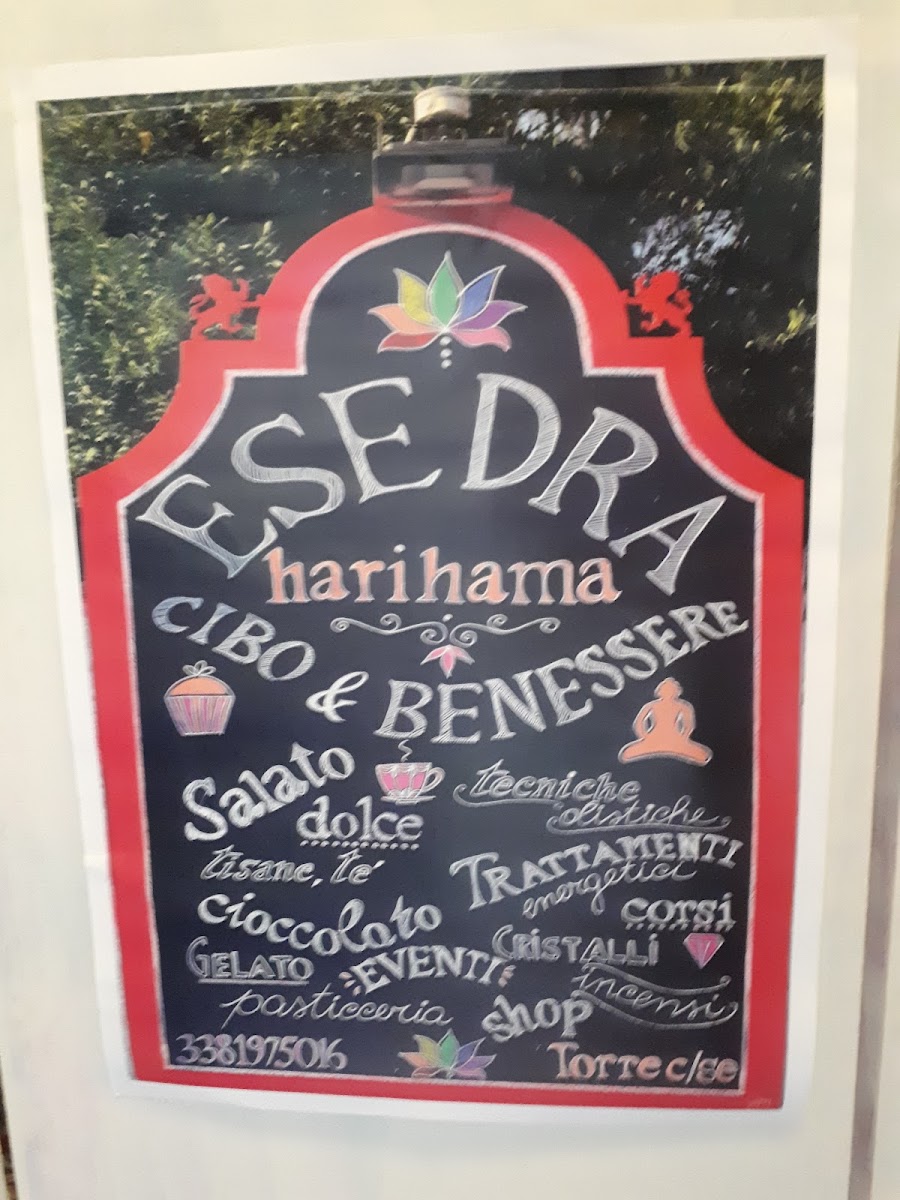 ESEDRA
harihama
CIBO & BENESSERE
Salato
dolce
tisane, te'
cioccolato
GELATO
EVENTI
pasticceria
3381975016
tecniche
olistiche
TRATTAMENTI
energetici
corsi
CRISTALLI
incensi
shop
Torre c/se